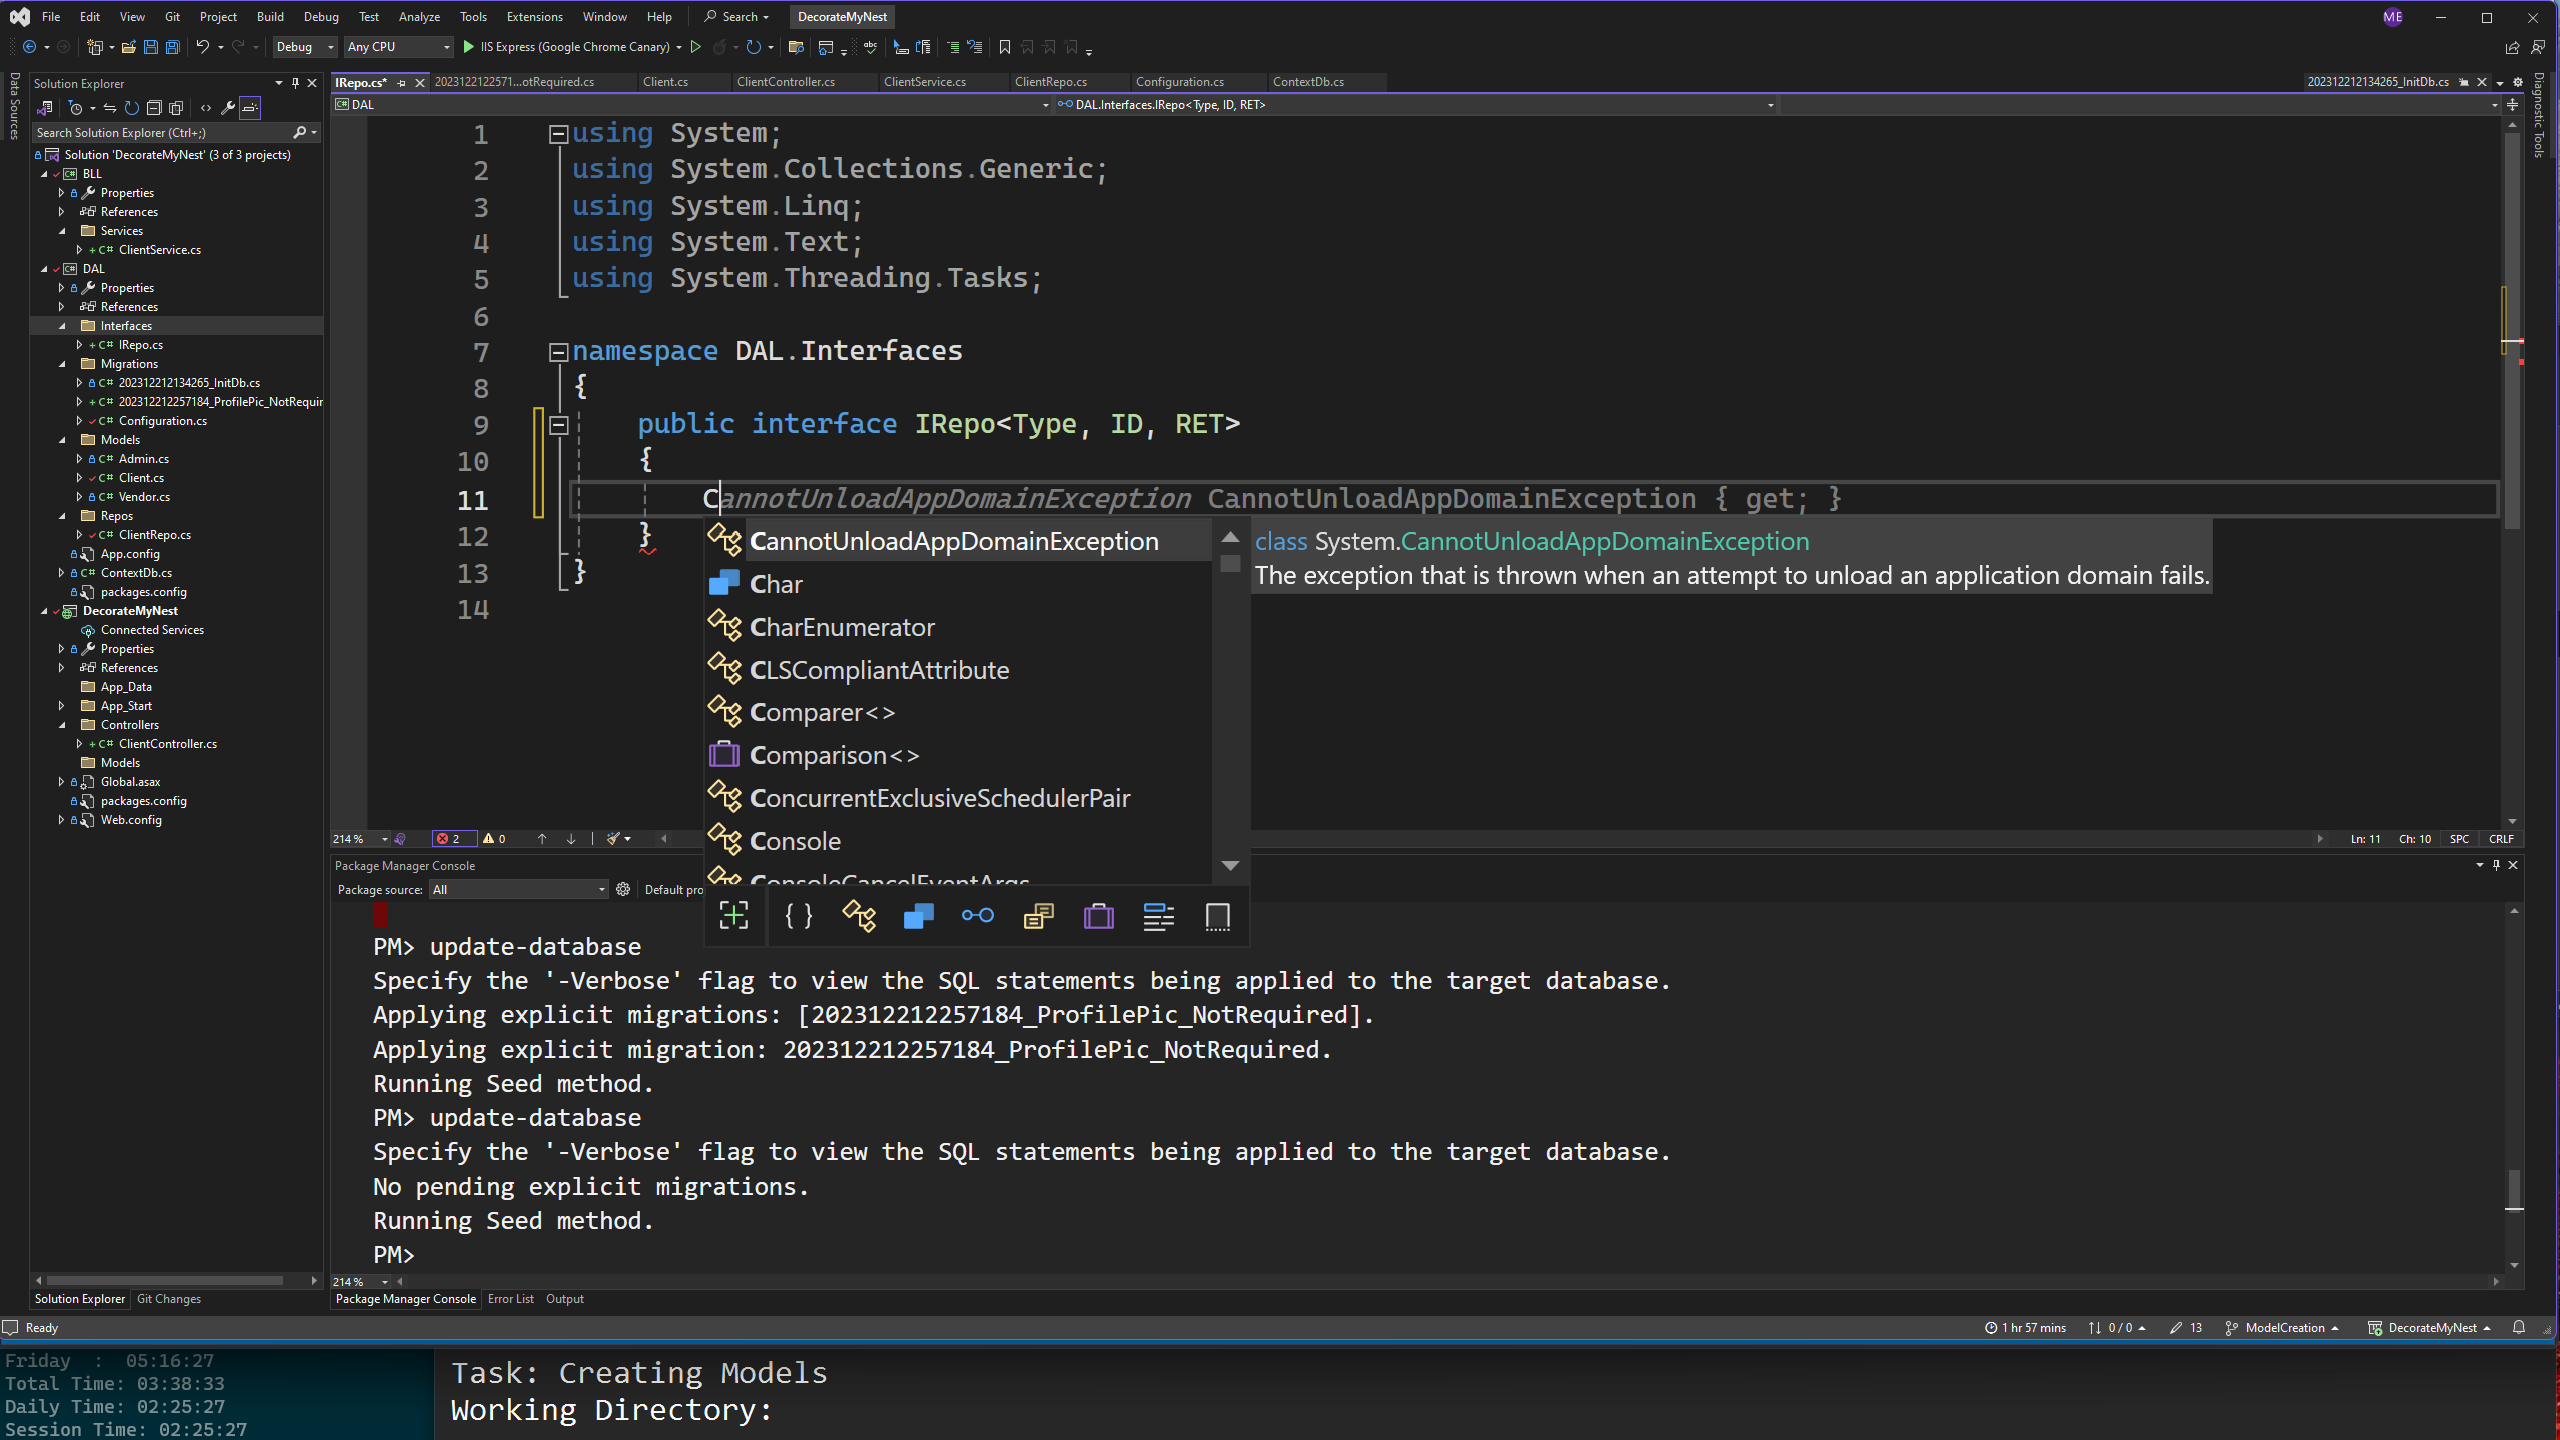 File Edit View Git Project Build Debug Test Analyze Tools Extensions Window Help Search DecorateMyNest ME
Debug Any CPU IIS Express (Google Chrome Canary)
Data Sources
Solution Explorer
Search Solution Explorer (Ctrl+;)
Solution 'DecorateMyNest' (3 of 3 projects)
BLL
Properties
References
Services
C# ClientService.cs
DAL
Properties
References
Interfaces
C# IRepo.cs
Migrations
C# 202312212134265_InitDb.cs
C# 202312212257184_ProfilePic_NotRequir
C# Configuration.cs
Models
C# Admin.cs
C# Client.cs
C# Vendor.cs
Repos
C# ClientRepo.cs
App.config
C# ContextDb.cs
packages.config
DecorateMyNest
Connected Services
Properties
References
App_Data
App_Start
Controllers
C# ClientController.cs
Models
Global.asax
packages.config
Web.config
Solution Explorer Git Changes
IRepo.cs* 2023122122571...otRequired.cs Client.cs ClientController.cs ClientService.cs ClientRepo.cs Configuration.cs ContextDb.cs 202312212134265_InitDb.cs
C# DAL DAL.Interfaces.IRepo<Type, ID, RET>
Diagnostic Tools
1 using System;
2 using System.Collections.Generic;
3 using System.Linq;
4 using System.Text;
5 using System.Threading.Tasks;
6
7 namespace DAL.Interfaces
8 {
9 public interface IRepo<Type, ID, RET>
10 {
11 CannotUnloadAppDomainException CannotUnloadAppDomainException { get; }
12 }
13 }
14
CannotUnloadAppDomainException
Char
CharEnumerator
CLSCompliantAttribute
Comparer<>
Comparison<>
ConcurrentExclusiveSchedulerPair
Console
ConsoleCancelEventArgs
class System.CannotUnloadAppDomainException
The exception that is thrown when an attempt to unload an application domain fails.
214 % 2 0 Ln: 11 Ch: 10 SPC CRLF
Package Manager Console
Package source: All Default pro
PM> update-database
Specify the '-Verbose' flag to view the SQL statements being applied to the target database.
Applying explicit migrations: [202312212257184_ProfilePic_NotRequired].
Applying explicit migration: 202312212257184_ProfilePic_NotRequired.
Running Seed method.
PM> update-database
Specify the '-Verbose' flag to view the SQL statements being applied to the target database.
No pending explicit migrations.
Running Seed method.
PM>
214 %
Package Manager Console Error List Output
Ready 1 hr 57 mins 0 / 0 13 ModelCreation DecorateMyNest
Friday : 05:16:27
Total Time: 03:38:33
Daily Time: 02:25:27
Session Time: 02:25:27
Task: Creating Models
Working Directory: